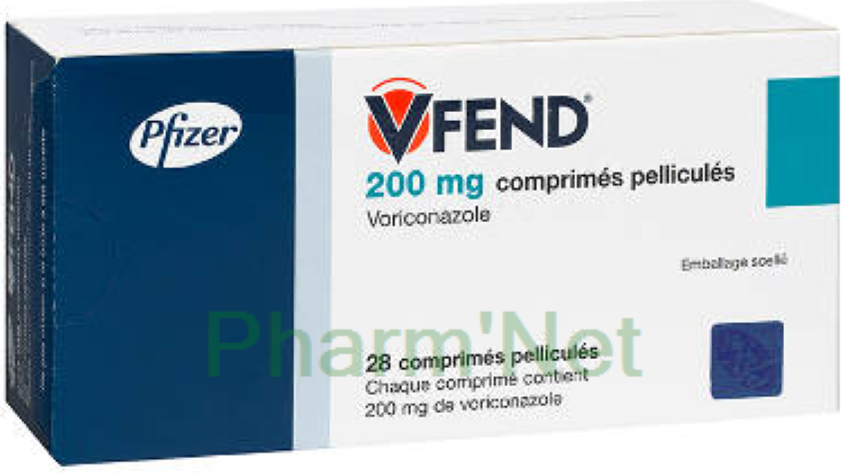 Pfizer
VFEND®
200 mg comprimés pelliculés
Voriconazole
Emballage scellé
Pharm'Net
28 comprimés pelliculés
Chaque comprimé contient
200 mg de voriconazole